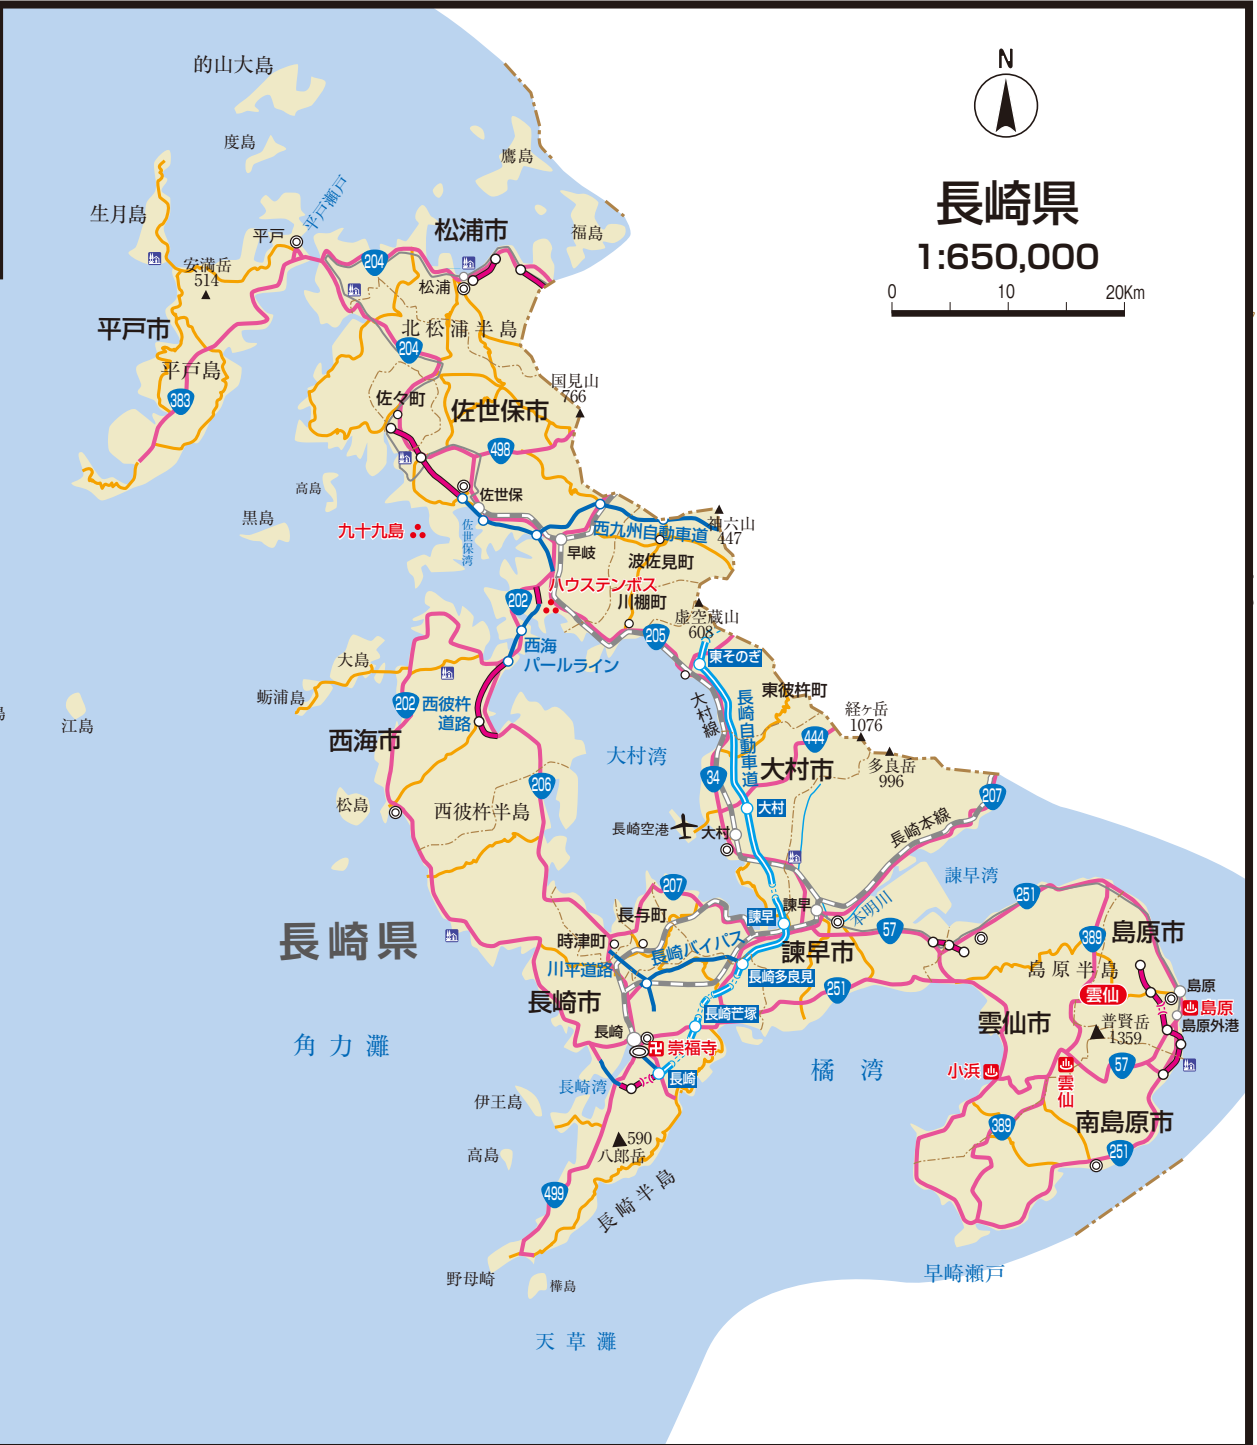 N
長崎県
1:650,000
0 10 20Km
的山大島
度島
鷹島
平戸瀬戸
生月島
平戸
松浦市
福島
安満岳
514
204
松浦
平戸市
北松浦半島
204
平戸島
383
国見山
766
佐々町
佐世保市
498
高島
佐世保
黒島
九十九島
佐世保湾
西九州自動車道
神六山
447
早岐
波佐見町
ハウステンボス
202
川棚町
虚空蔵山
608
205
西海
パールライン
東そのぎ
大島
蛎浦島
202
西彼杵
道路
大村線
長崎自動車道
東彼杵町
島
江島
西海市
大村湾
経ケ岳
1076
444
大村市
多良岳
996
34
206
207
松島
西彼杵半島
大村
長崎空港
大村
長崎本線
諫早湾
207
251
長与町
諫早
諫早
本明川
57
長崎県
時津町
長崎バイパス
諫早市
389
島原市
川平道路
長崎多良見
島原半島
251
長崎市
雲仙
島原
島原
長崎芒塚
雲仙市
普賢岳
1359
島原外港
長崎
崇福寺
角力灘
橘湾
小浜
雲仙
57
長崎湾
長崎
伊王島
389
南島原市
590
八郎岳
高島
251
499
長崎半島
野母崎
樺島
早崎瀬戸
天草灘